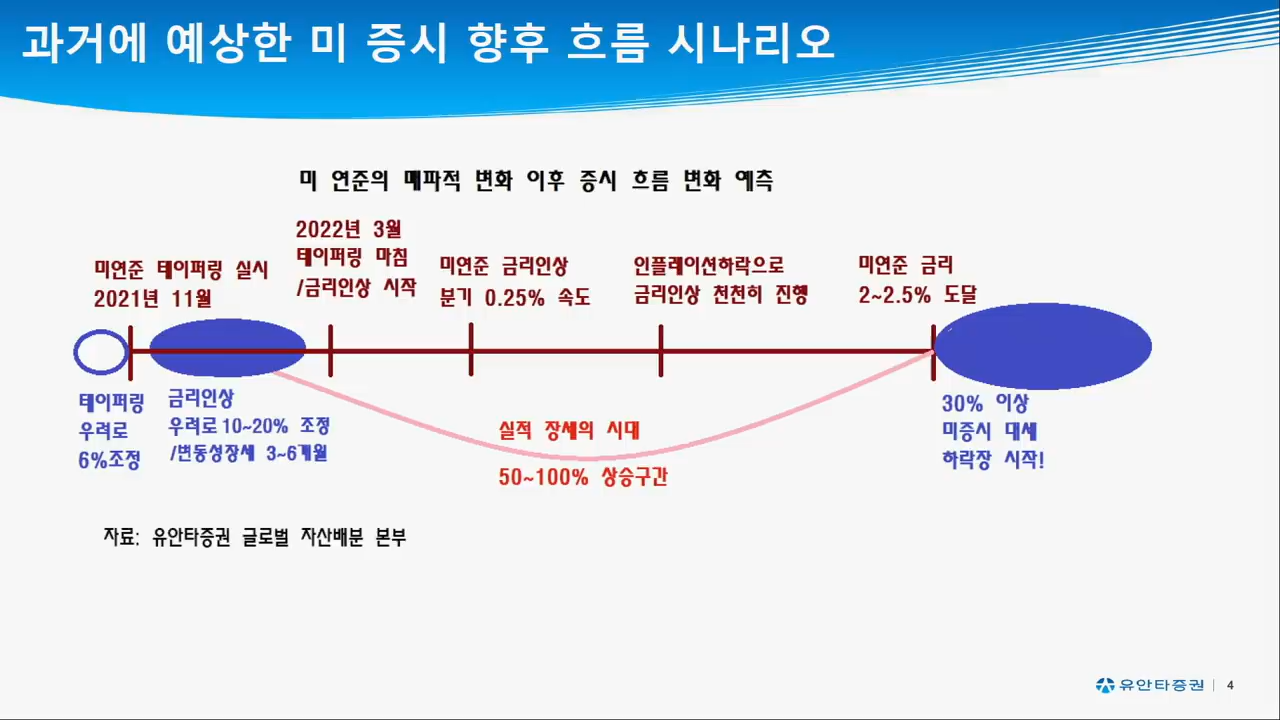 과거에 예상한 미 증시 향후 흐름 시나리오
미 연준의 매파적 변화 이후 증시 흐름 변화 예측
미연준 테이퍼링 실시
2021년 11월
2022년 3월
테이퍼링 마침
/금리인상 시작
미연준 금리인상
분기 0.25% 속도
인플레이션하락으로
금리인상 천천히 진행
미연준 금리
2~2.5% 도달
테이퍼링
우려로
6%조정
금리인상
우려로 10~20% 조정
/변동성장세 3~6개월
실적 장세의 시대
50~100% 상승구간
30% 이상
미증시 대세
하락장 시작!
자료: 유안타증권 글로벌 자산배분 본부
유안타증권 | 4